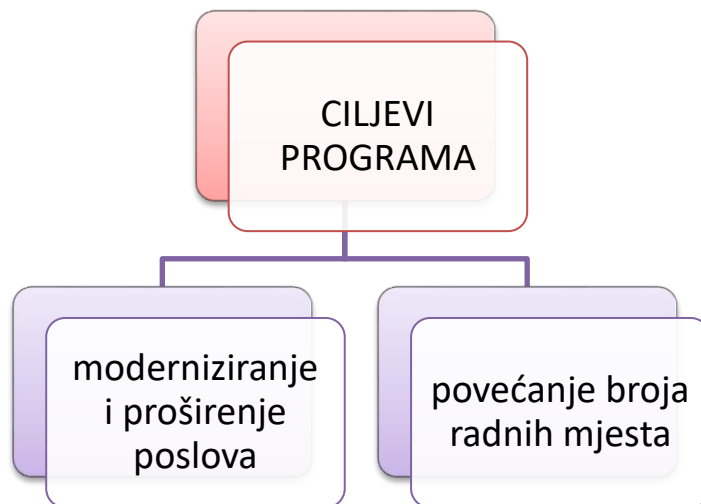 CILJEVI
PROGRAMA
moderniziranje
i proširenje
poslova
povećanje broja
radnih mjesta